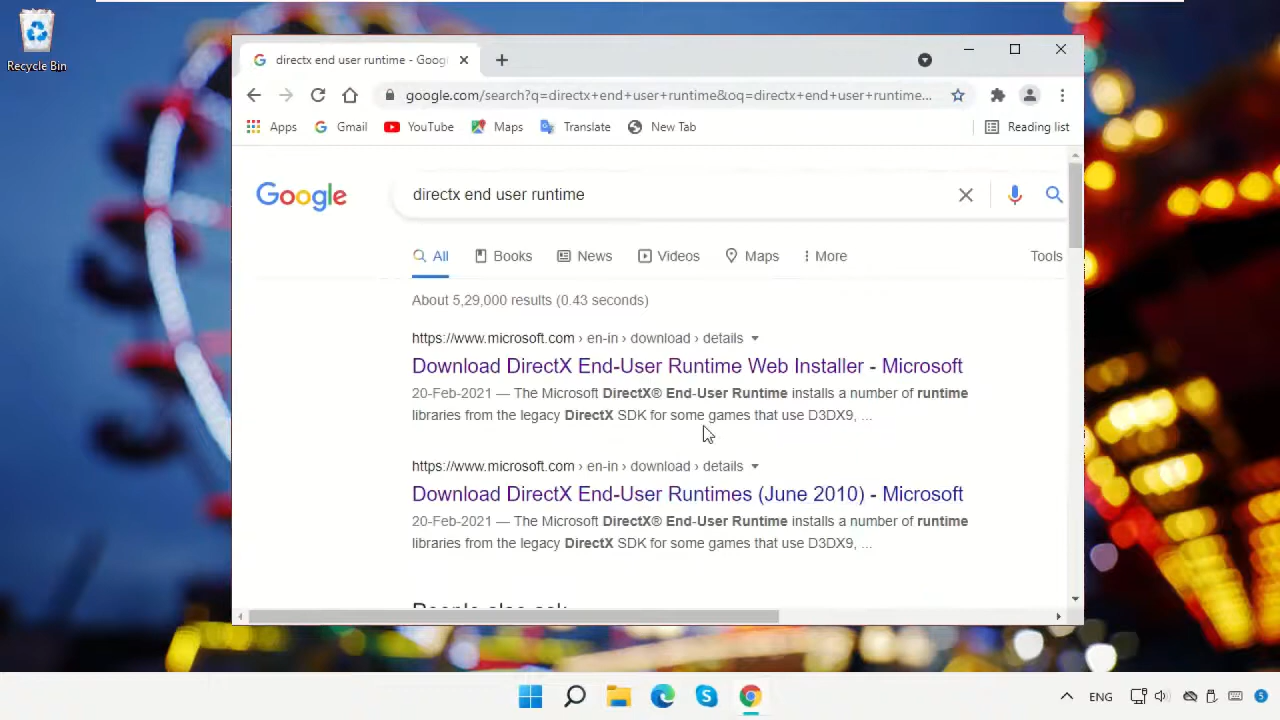 Recycle Bin
directx end user runtime - Goog
google.com/search?q=directx+end+user+runtime&oq=directx+end+user+runtime...
Apps Gmail YouTube Maps Translate New Tab Reading list
Google directx end user runtime
All Books News Videos Maps More Tools
About 5,29,000 results (0.43 seconds)
https://www.microsoft.com › en-in › download › details
Download DirectX End-User Runtime Web Installer - Microsoft
20-Feb-2021 — The Microsoft DirectX® End-User Runtime installs a number of runtime
libraries from the legacy DirectX SDK for some games that use D3DX9, ...
https://www.microsoft.com › en-in › download › details
Download DirectX End-User Runtimes (June 2010) - Microsoft
20-Feb-2021 — The Microsoft DirectX® End-User Runtime installs a number of runtime
libraries from the legacy DirectX SDK for some games that use D3DX9, ...
People also ask
ENG 5